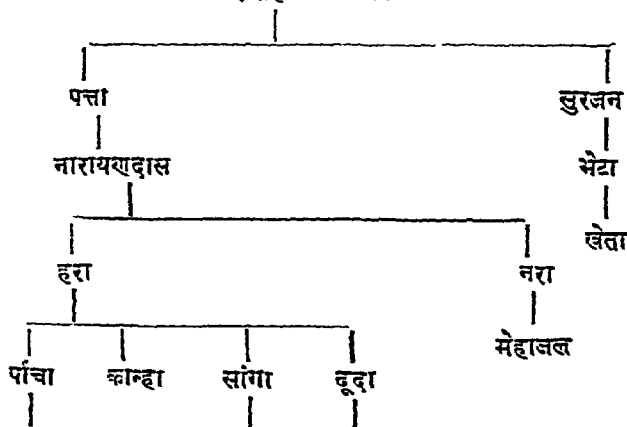 पत्ता सुरजन
नारायणदास भेटा
खेता
हरा नरा
मेहाजल
पांचा कान्हा सांगा दूदा